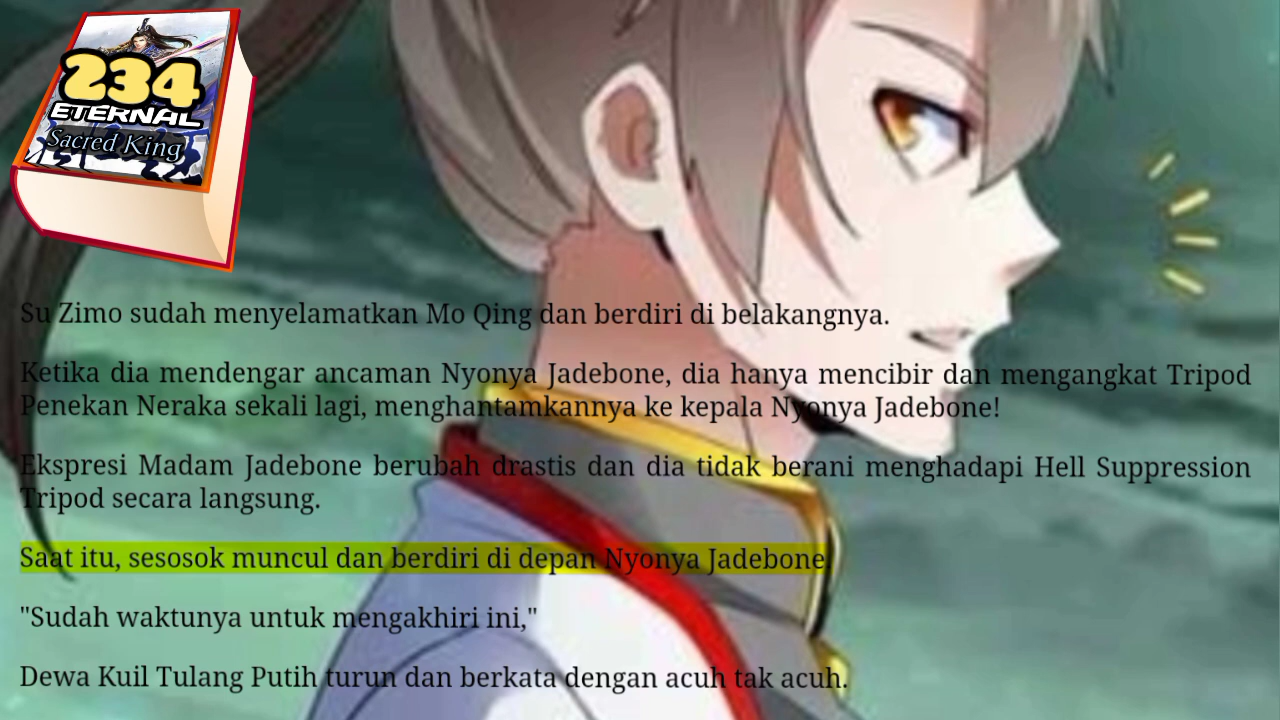 234
ETERNAL
Sacred King
Su Zimo sudah menyelamatkan Mo Qing dan berdiri di belakangnya.
Ketika dia mendengar ancaman Nyonya Jadebone, dia hanya mencibir dan mengangkat Tripod
Penekan Neraka sekali lagi, menghantamkannya ke kepala Nyonya Jadebone!
Ekspresi Madam Jadebone berubah drastis dan dia tidak berani menghadapi Hell Suppression
Tripod secara langsung.
Saat itu, sesosok muncul dan berdiri di depan Nyonya Jadebone.
"Sudah waktunya untuk mengakhiri ini,"
Dewa Kuil Tulang Putih turun dan berkata dengan acuh tak acuh.